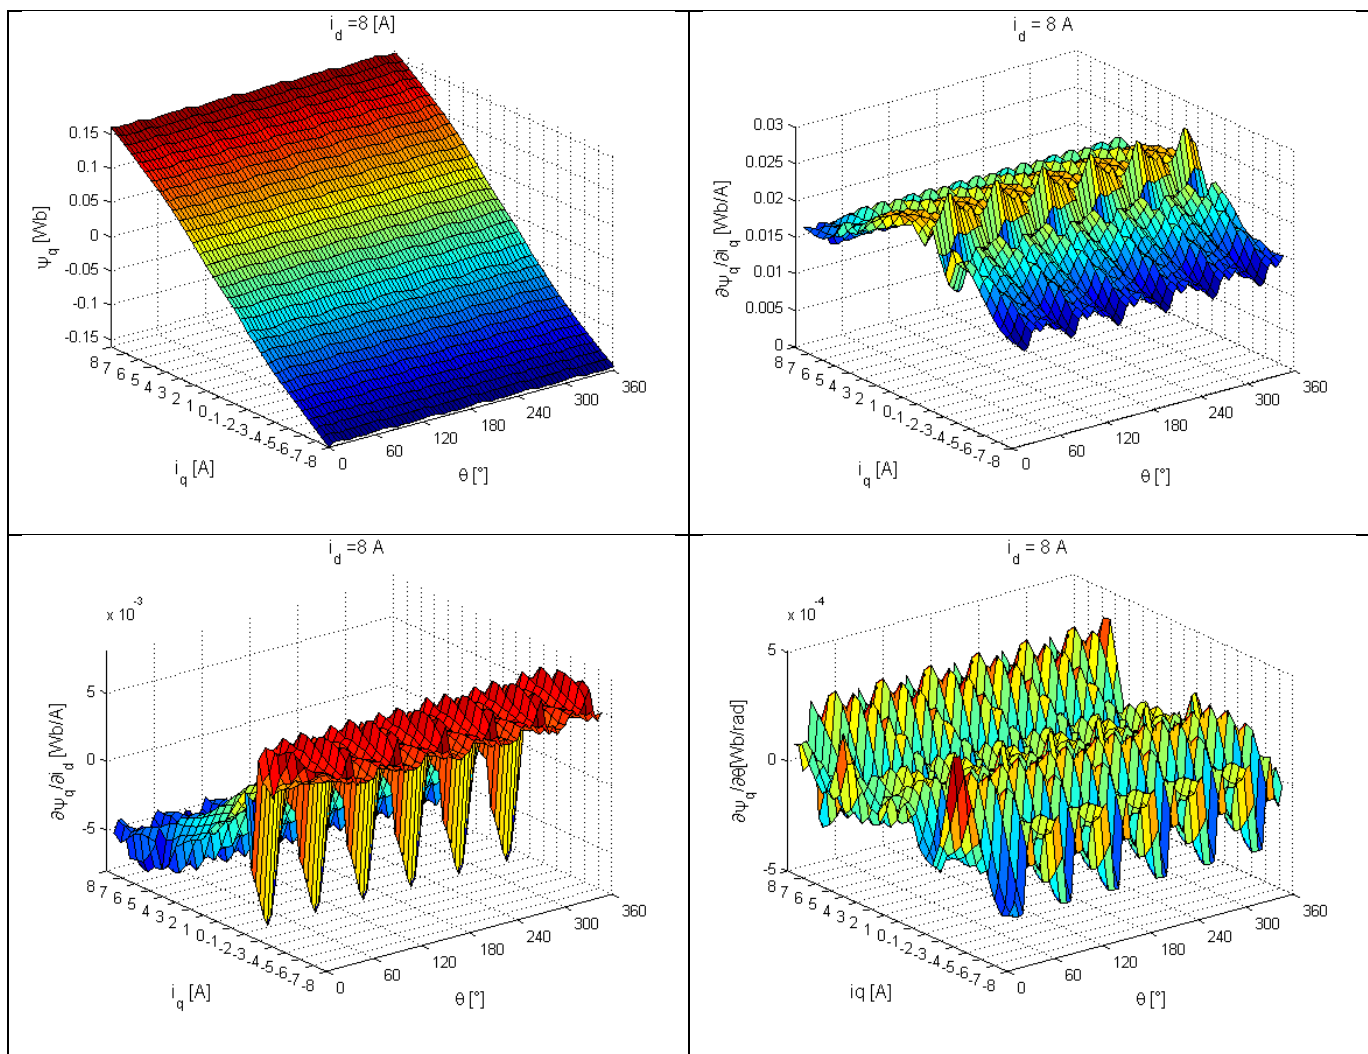 i_d =8 [A]
ψ_q [Wb]
0.15
0.1
0.05
0
-0.05
-0.1
-0.15
8 7 6 5 4 3 2 1 0 -1 -2 -3 -4 -5 -6 -7 -8
i_q [A]
0 60 120 180 240 300 360
θ [°]
i_d = 8 A
∂ψ_q/∂i_q [Wb/A]
0.03
0.025
0.02
0.015
0.01
0.005
0
8 7 6 5 4 3 2 1 0 -1 -2 -3 -4 -5 -6 -7 -8
i_q [A]
0 60 120 180 240 300 360
θ [°]
i_d =8 A
x 10^-3
∂ψ_q/∂i_d [Wb/A]
5
0
-5
8 7 6 5 4 3 2 1 0 -1 -2 -3 -4 -5 -6 -7 -8
i_q [A]
0 60 120 180 240 300 360
θ [°]
i_d = 8 A
x 10^-4
∂ψ_q/∂θ[Wb/rad]
5
0
-5
8 7 6 5 4 3 2 1 0 -1 -2 -3 -4 -5 -6 -7 -8
iq [A]
0 60 120 180 240 300 360
θ [°]